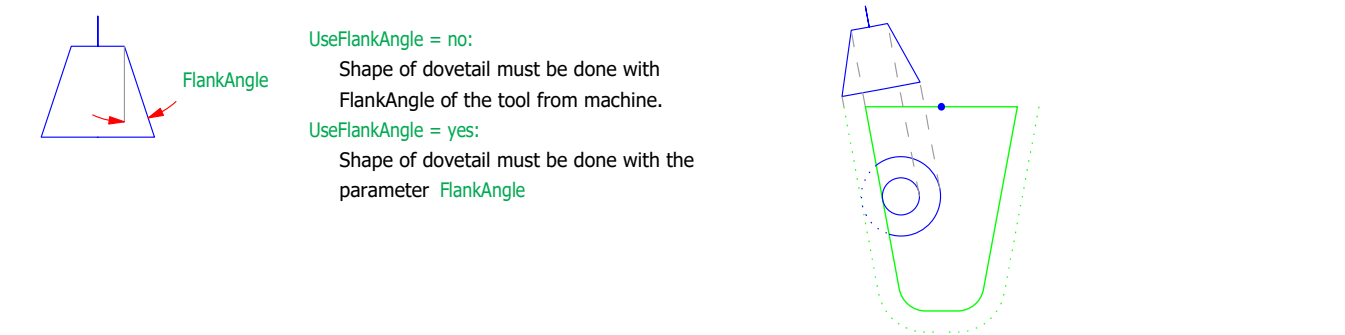 UseFlankAngle = no:
FlankAngle
Shape of dovetail must be done with
FlankAngle of the tool from machine.
UseFlankAngle = yes:
Shape of dovetail must be done with the
parameter FlankAngle